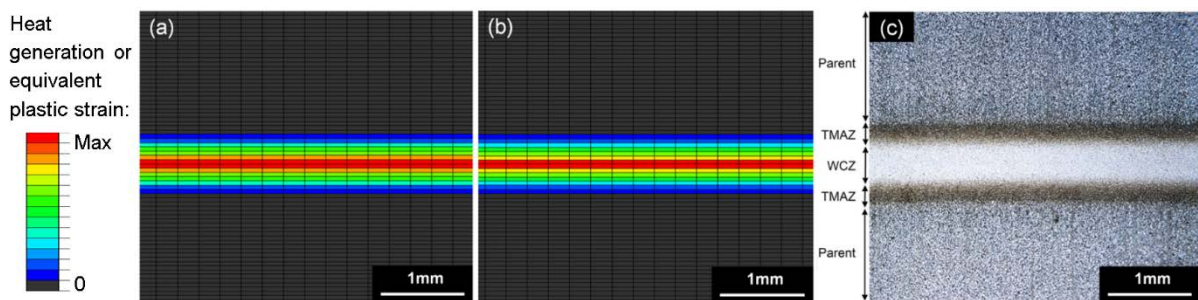 Heat
generation or
equivalent
plastic strain:
Max
0
(a)
1mm
(b)
1mm
Parent
TMAZ
WCZ
TMAZ
Parent
(c)
1mm